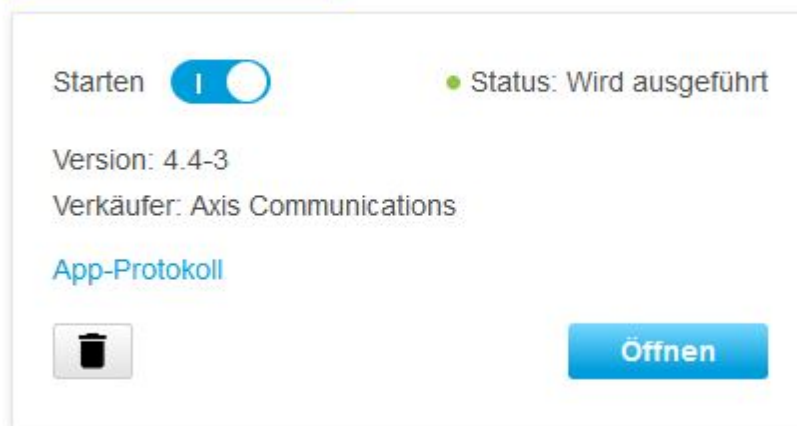 Starten
Status: Wird ausgeführt
Version: 4.4-3
Verkäufer: Axis Communications
App-Protokoll
Öffnen